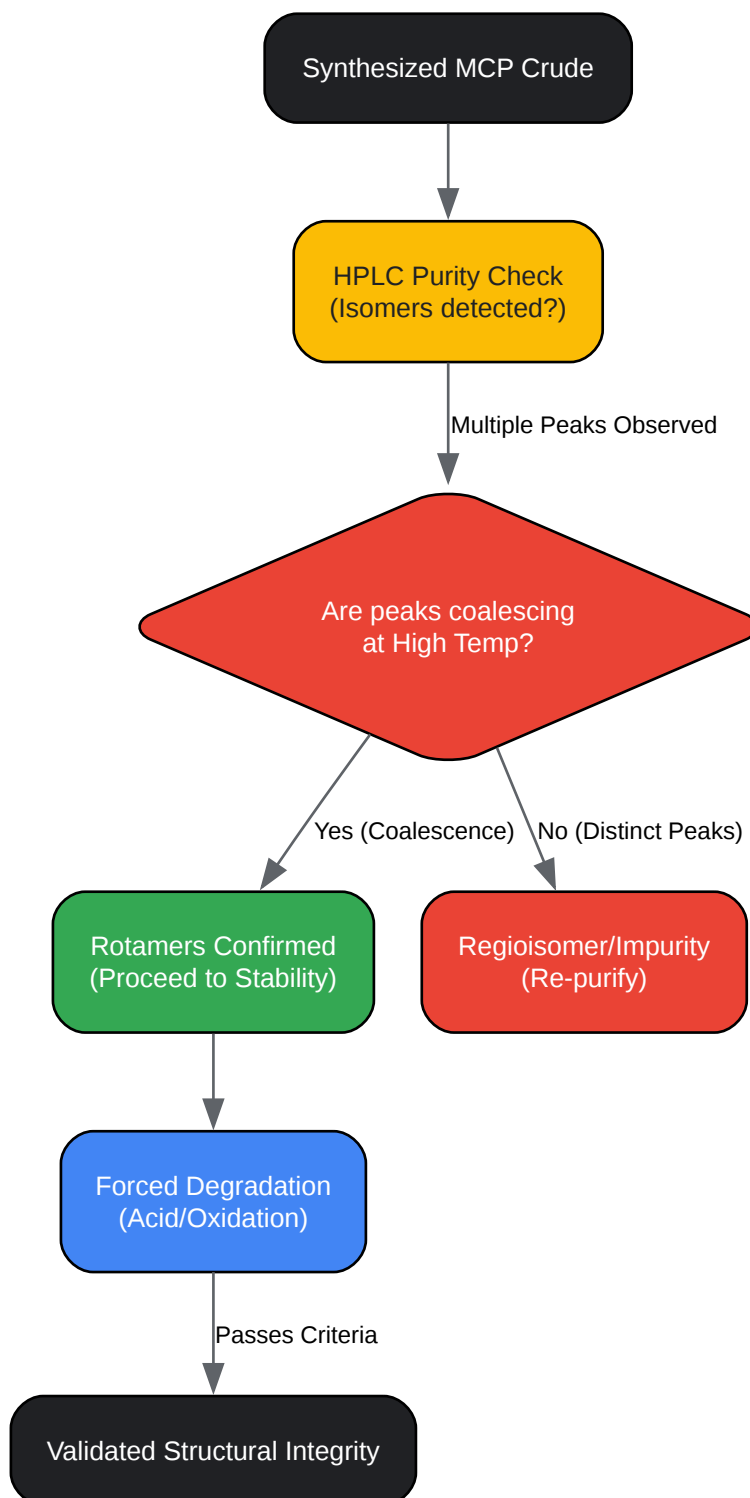 Synthesized MCP Crude
HPLC Purity Check
(Isomers detected?)
Multiple Peaks Observed
Are peaks coalescing
at High Temp?
Yes (Coalescence)
No (Distinct Peaks)
Rotamers Confirmed
(Proceed to Stability)
Regioisomer/Impurity
(Re-purify)
Forced Degradation
(Acid/Oxidation)
Passes Criteria
Validated Structural Integrity